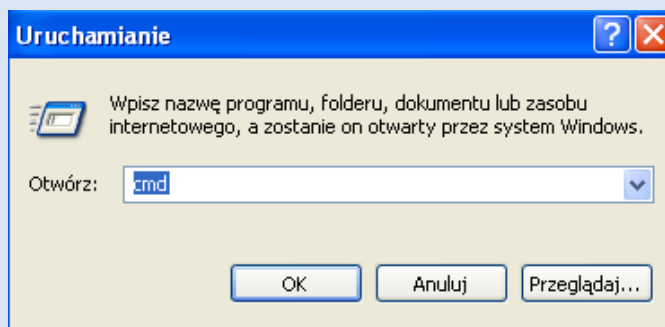 Uruchamianie
Wpisz nazwę programu, folderu, dokumentu lub zasobu
internetowego, a zostanie on otwarty przez system Windows.
Otwórz: cmd
OK Anuluj Przeglądaj...